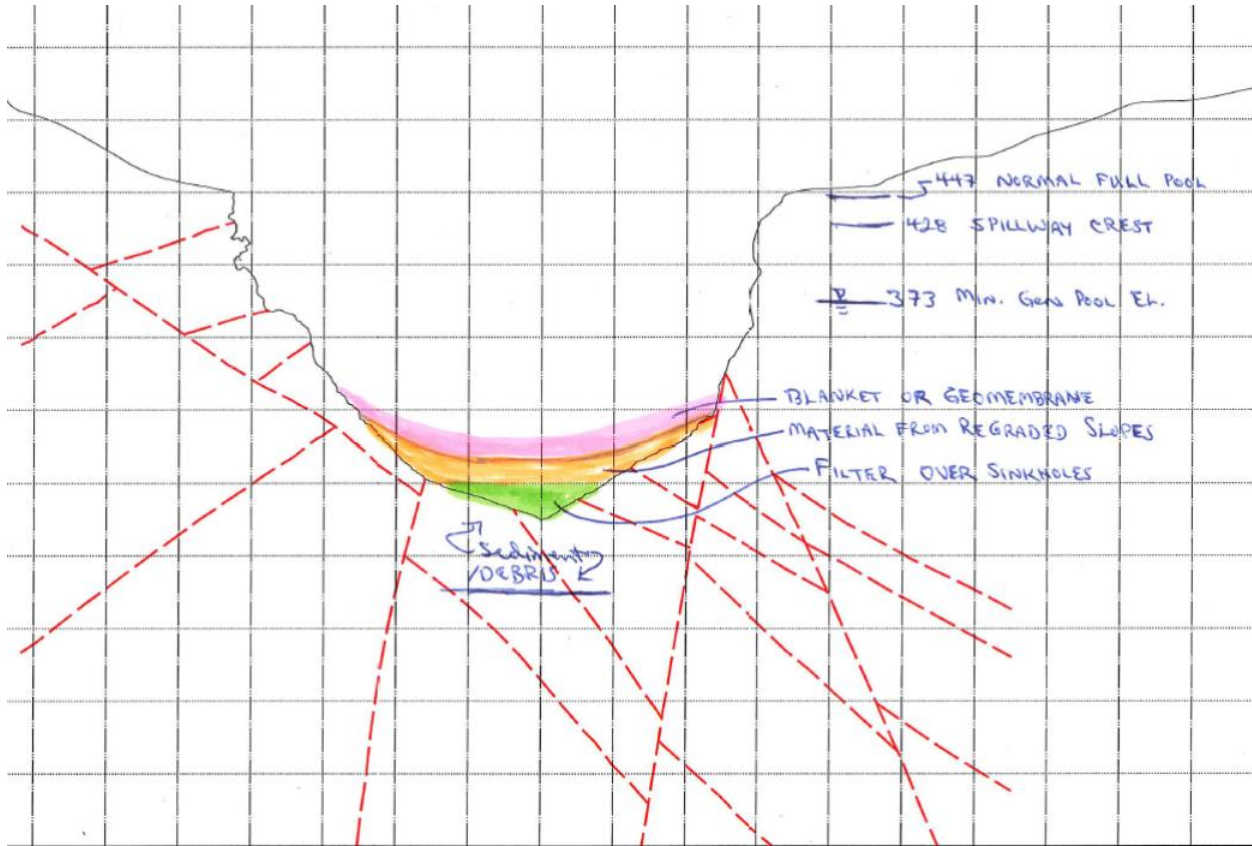 447 NORMAL FULL POOL
428 SPILLWAY CREST
373 MIN. GEN POOL EL.
BLANKET OR GEOMEMBRANE
MATERIAL FROM REGRADED SLOPES
FILTER OVER SINKHOLES
Sediment
/DEBRIS